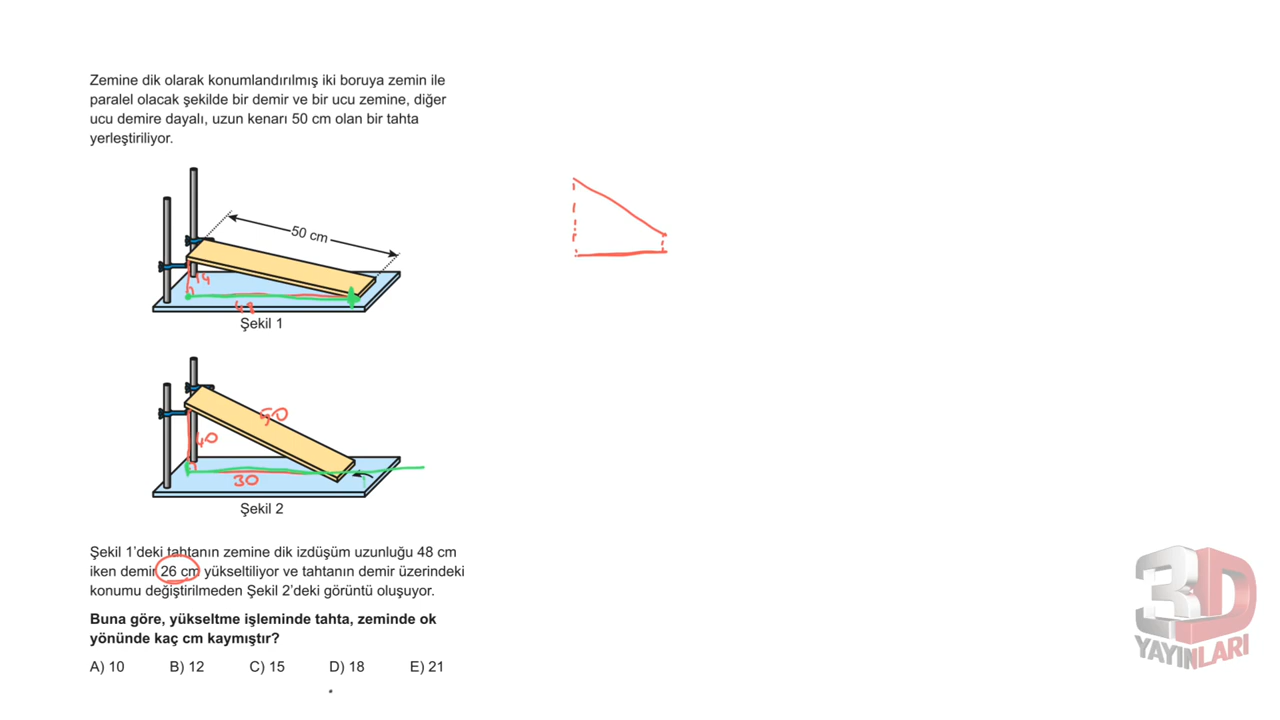 Zemine dik olarak konumlandırılmış iki boruya zemin ile
paralel olacak şekilde bir demir ve bir ucu zemine, diğer
ucu demire dayalı, uzun kenarı 50 cm olan bir tahta
yerleştiriliyor.
50 cm
14
48
Şekil 1
50
40
30
Şekil 2
Şekil 1'deki tahtanın zemine dik izdüşüm uzunluğu 48 cm
iken demir 26 cm yükseltiliyor ve tahtanın demir üzerindeki
konumu değiştirilmeden Şekil 2'deki görüntü oluşuyor.
Buna göre, yükseltme işleminde tahta, zeminde ok
yönünde kaç cm kaymıştır?
A) 10 B) 12 C) 15 D) 18 E) 21
3D
YAYINLARI